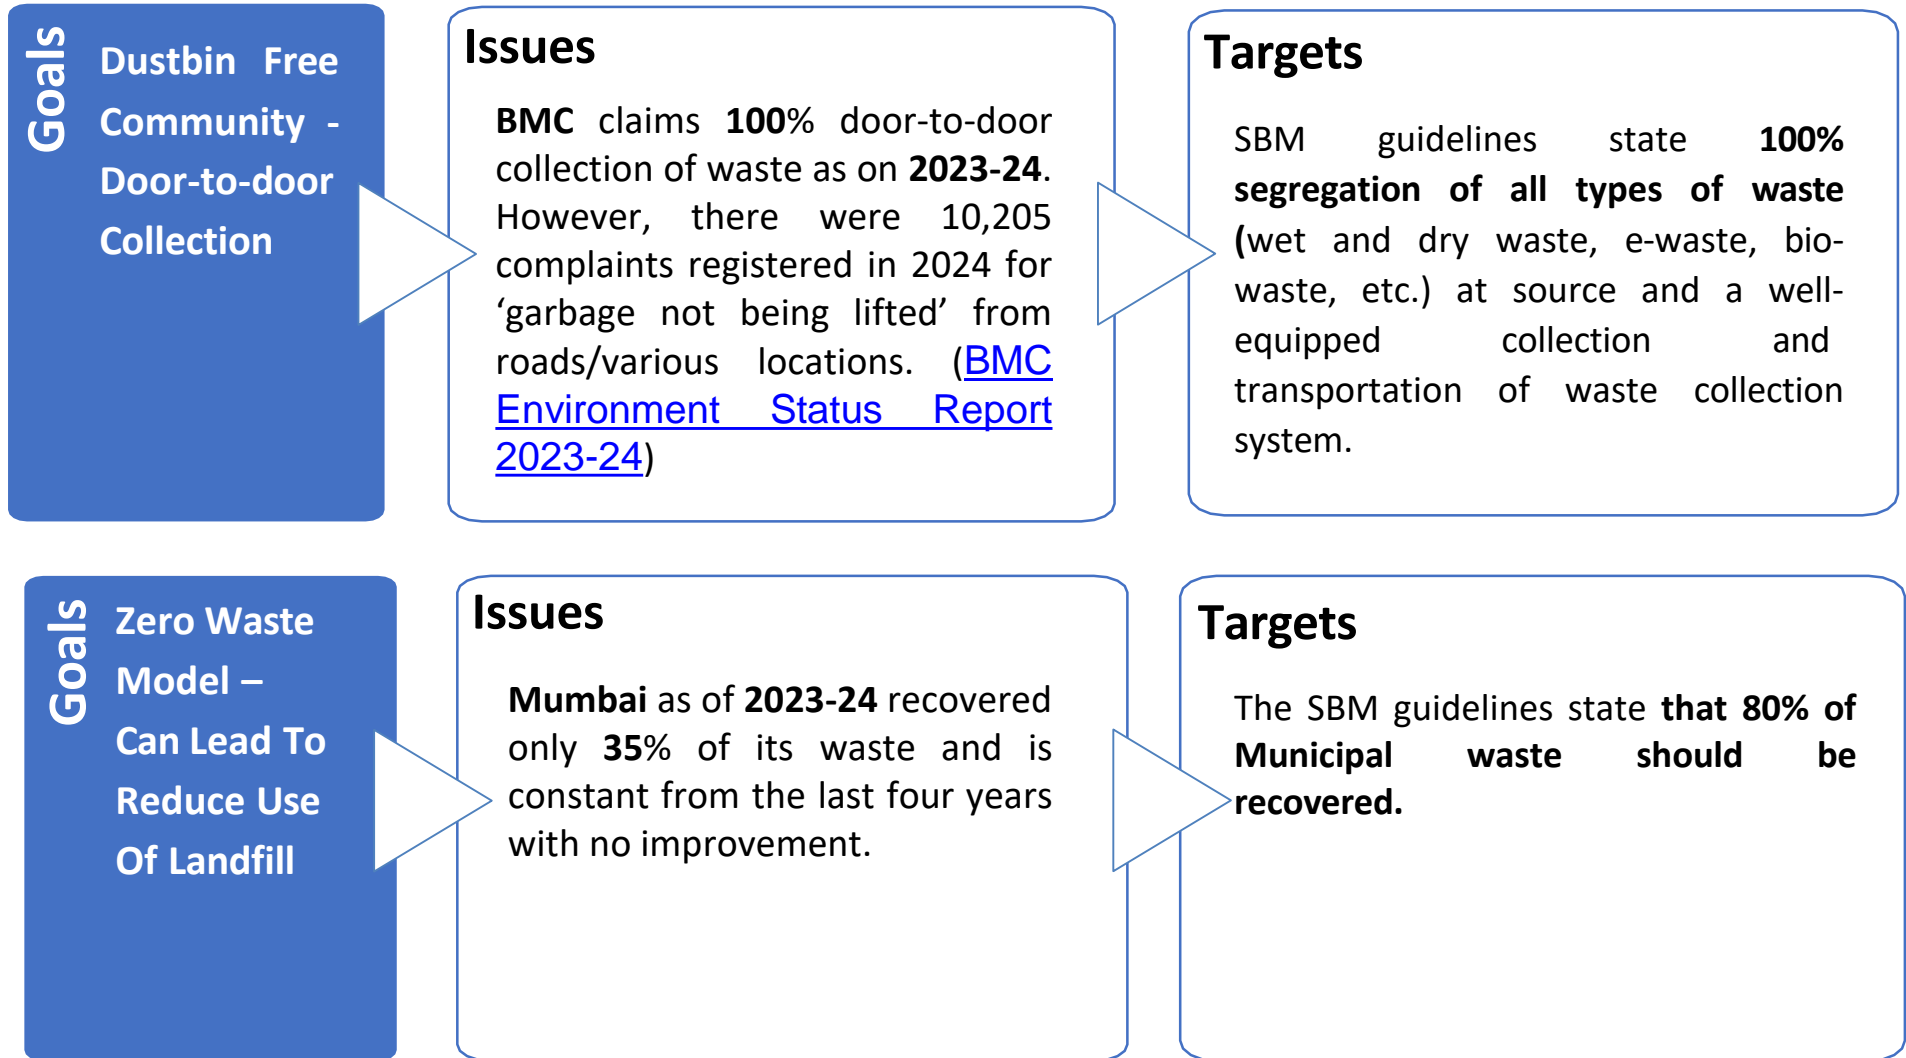 Goals
Dustbin Free
Community -
Door-to-door
Collection
Issues
BMC claims 100% door-to-door
collection of waste as on 2023-24.
However, there were 10,205
complaints registered in 2024 for
‘garbage not being lifted’ from
roads/various locations. (BMC
Environment Status Report
2023-24)
Targets
SBM guidelines state 100%
segregation of all types of waste
(wet and dry waste, e-waste, bio-
waste, etc.) at source and a well-
equipped collection and
transportation of waste collection
system.
Goals
Zero Waste
Model –
Can Lead To
Reduce Use
Of Landfill
Issues
Mumbai as of 2023-24 recovered
only 35% of its waste and is
constant from the last four years
with no improvement.
Targets
The SBM guidelines state that 80% of
Municipal waste should be
recovered.